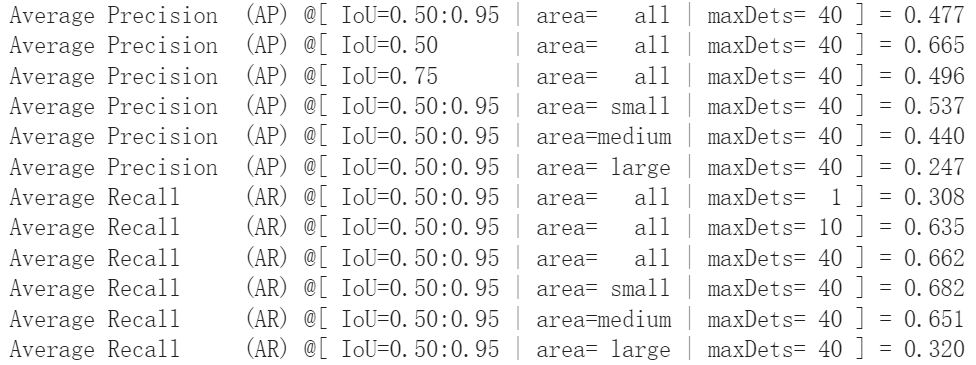 Average Precision  (AP) @[ IoU=0.50:0.95 | area=   all | maxDets= 40 ] = 0.477
Average Precision  (AP) @[ IoU=0.50      | area=   all | maxDets= 40 ] = 0.665
Average Precision  (AP) @[ IoU=0.75      | area=   all | maxDets= 40 ] = 0.496
Average Precision  (AP) @[ IoU=0.50:0.95 | area= small | maxDets= 40 ] = 0.537
Average Precision  (AP) @[ IoU=0.50:0.95 | area=medium | maxDets= 40 ] = 0.440
Average Precision  (AP) @[ IoU=0.50:0.95 | area= large | maxDets= 40 ] = 0.247
Average Recall     (AR) @[ IoU=0.50:0.95 | area=   all | maxDets=  1 ] = 0.308
Average Recall     (AR) @[ IoU=0.50:0.95 | area=   all | maxDets= 10 ] = 0.635
Average Recall     (AR) @[ IoU=0.50:0.95 | area=   all | maxDets= 40 ] = 0.662
Average Recall     (AR) @[ IoU=0.50:0.95 | area= small | maxDets= 40 ] = 0.682
Average Recall     (AR) @[ IoU=0.50:0.95 | area=medium | maxDets= 40 ] = 0.651
Average Recall     (AR) @[ IoU=0.50:0.95 | area= large | maxDets= 40 ] = 0.320